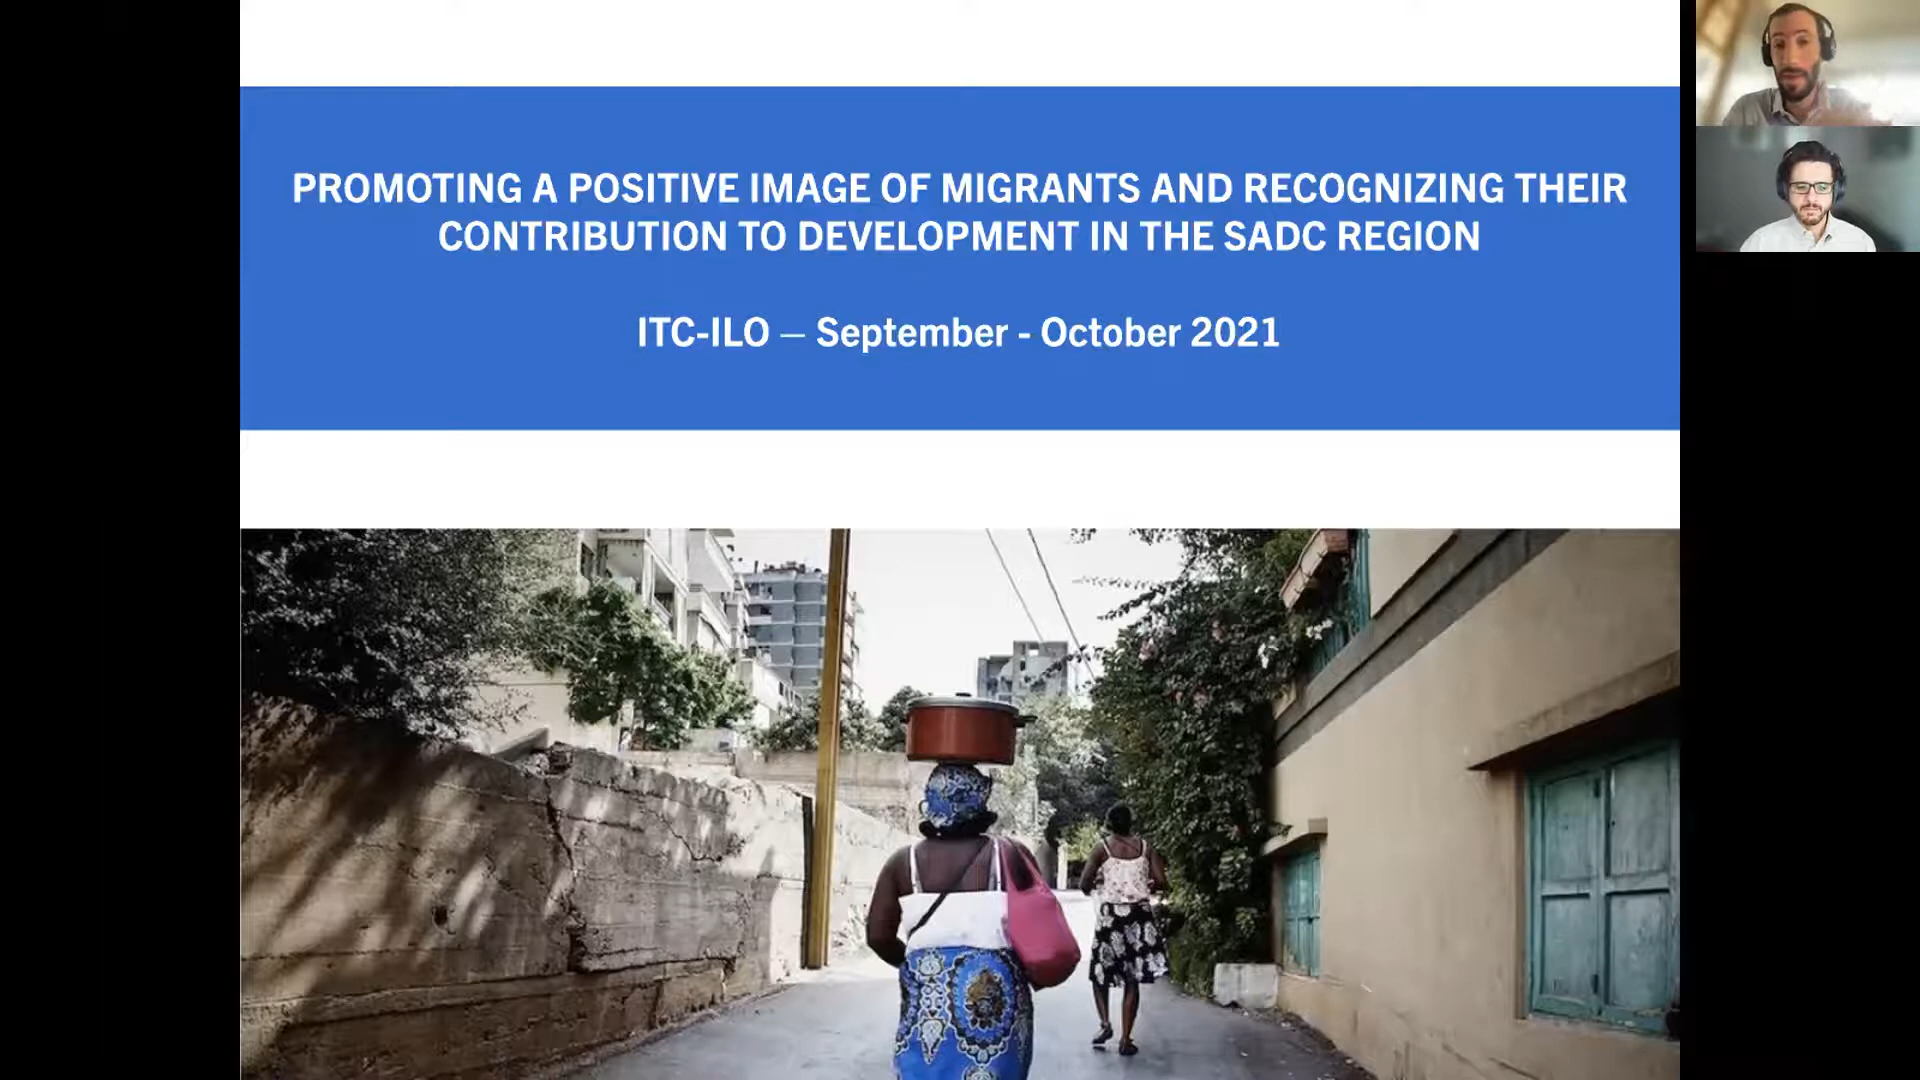 PROMOTING A POSITIVE IMAGE OF MIGRANTS AND RECOGNIZING THEIR
CONTRIBUTION TO DEVELOPMENT IN THE SADC REGION
ITC-ILO – September - October 2021